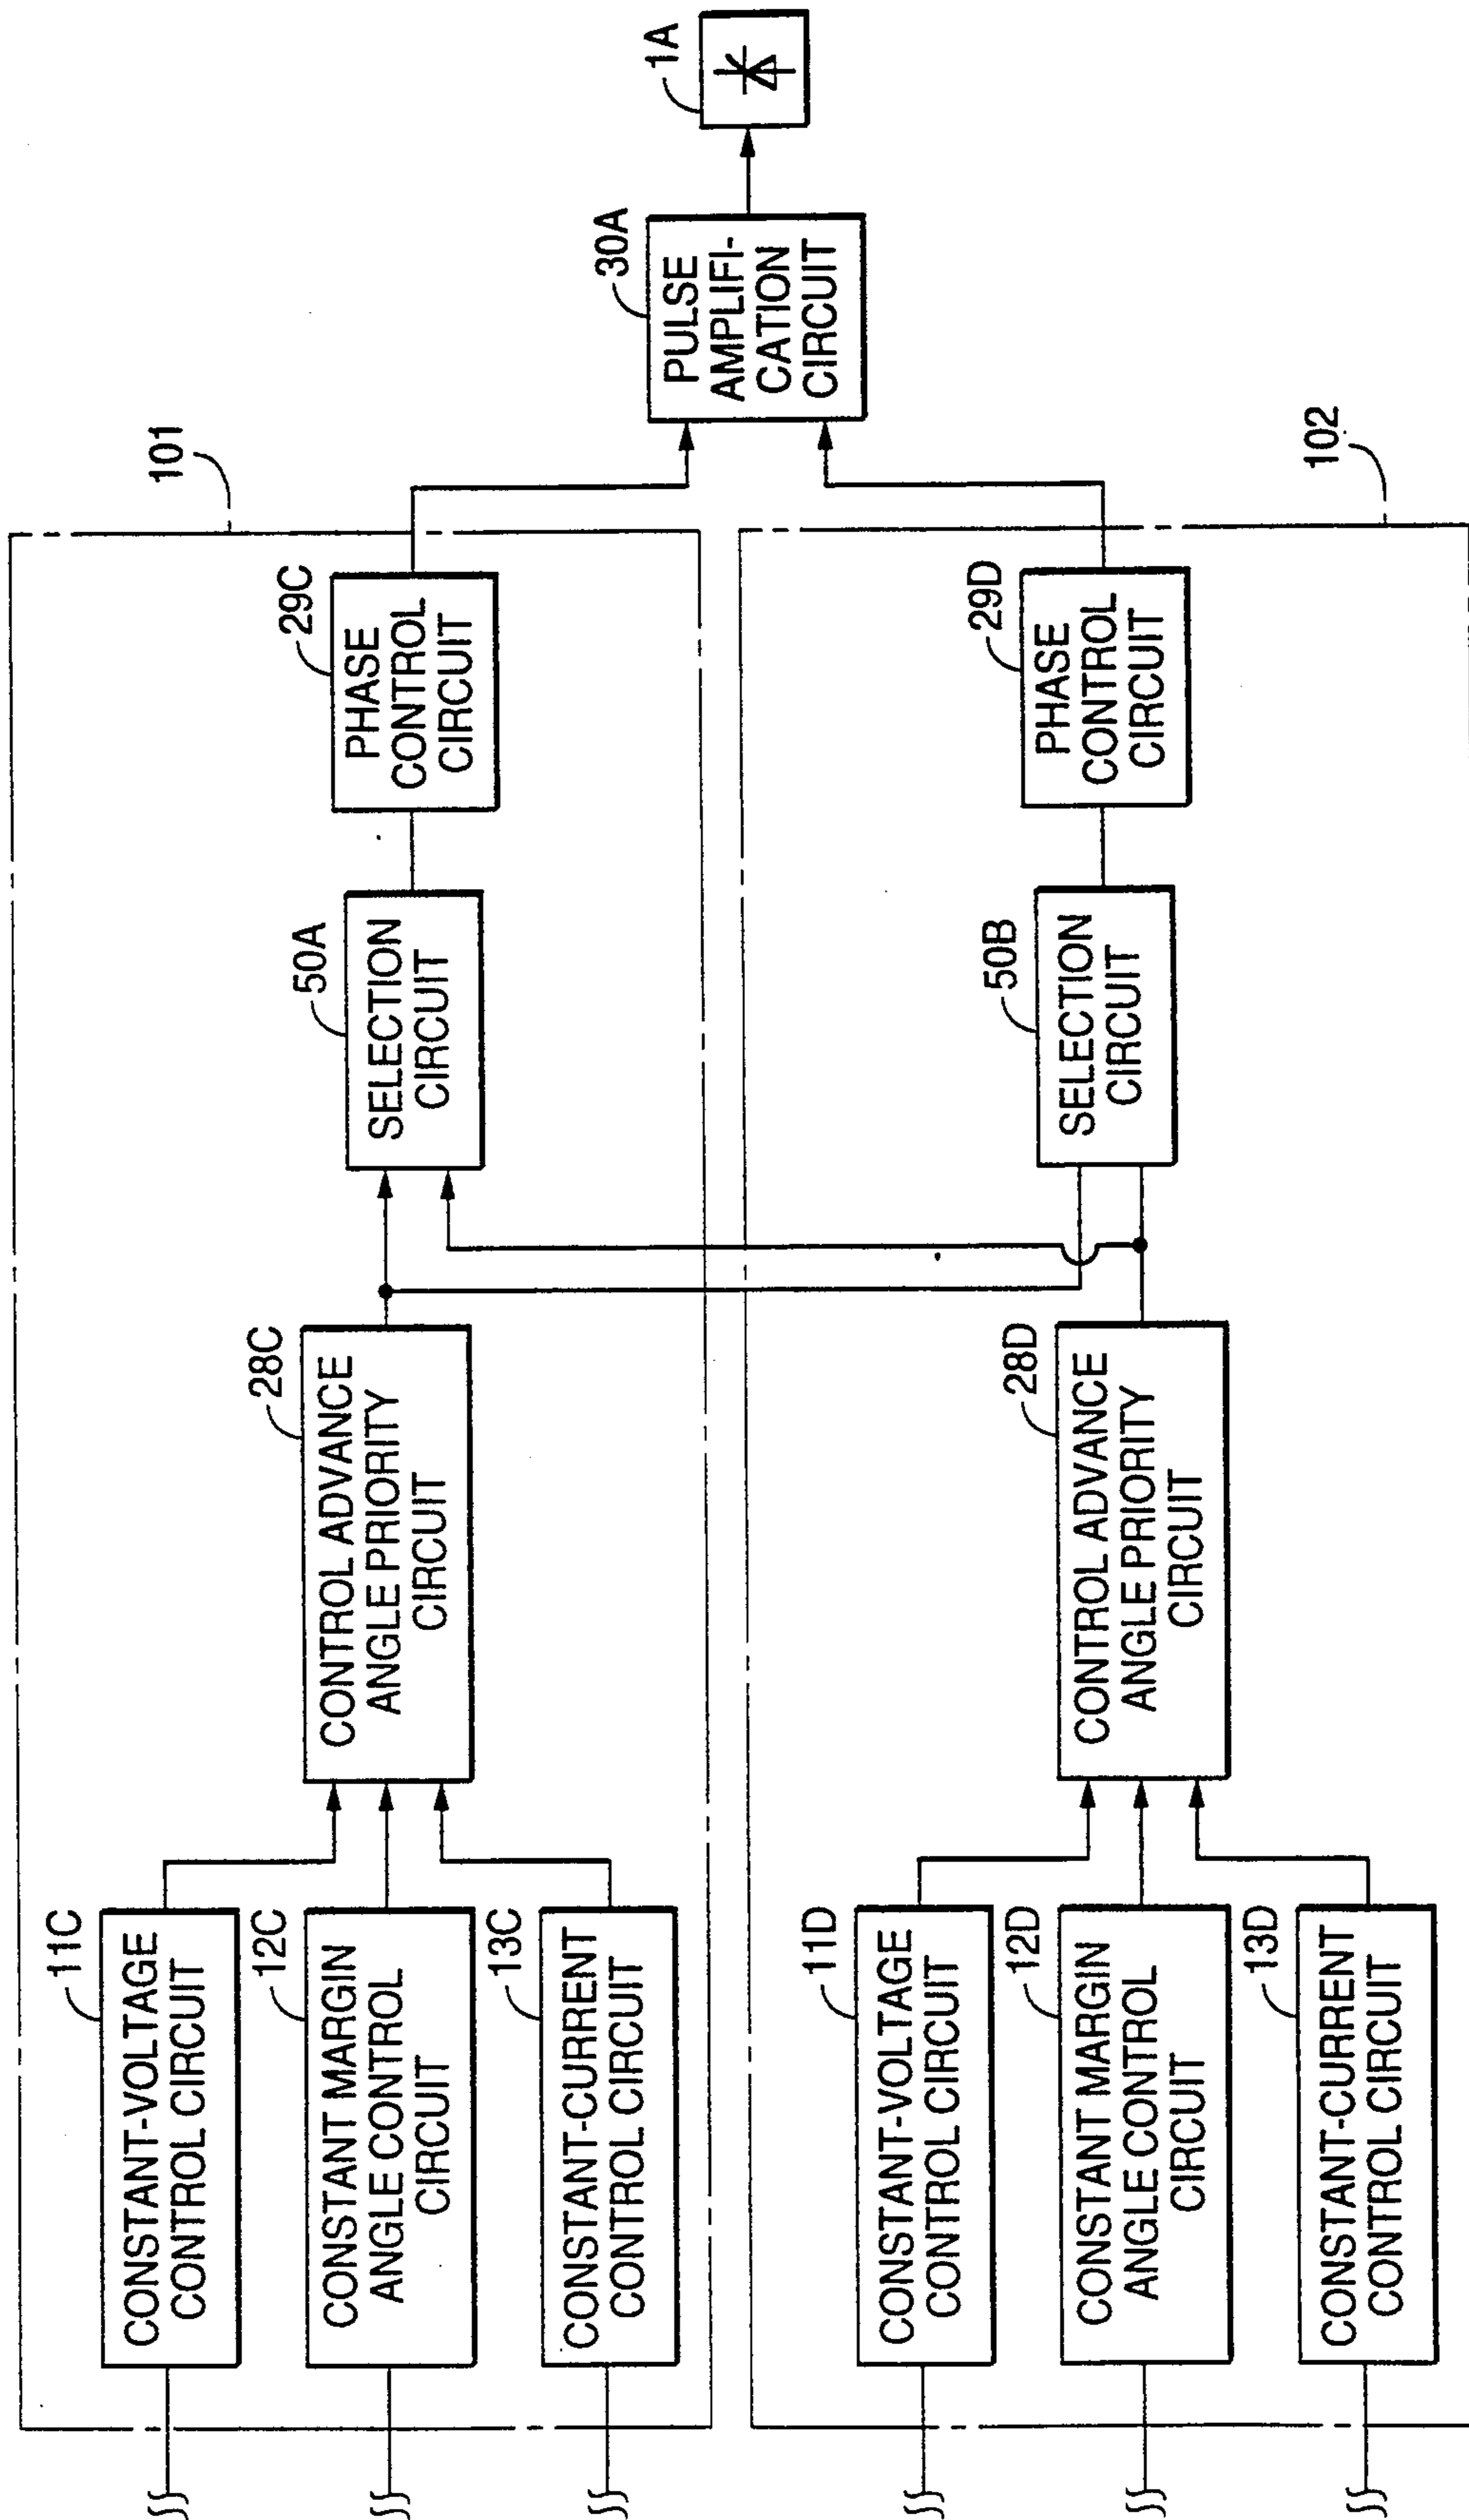 11C
CONSTANT-VOLTAGE
CONTROL CIRCUIT
12C
CONSTANT MARGIN
ANGLE CONTROL
CIRCUIT
13C
CONSTANT-CURRENT
CONTROL CIRCUIT
28C
CONTROL ADVANCE
ANGLE PRIORITY
CIRCUIT
50A
SELECTION
CIRCUIT
29C
PHASE
CONTROL
CIRCUIT
101
11D
CONSTANT-VOLTAGE
CONTROL CIRCUIT
12D
CONSTANT MARGIN
ANGLE CONTROL
CIRCUIT
13D
CONSTANT-CURRENT
CONTROL CIRCUIT
28D
CONTROL ADVANCE
ANGLE PRIORITY
CIRCUIT
50B
SELECTION
CIRCUIT
29D
PHASE
CONTROL
CIRCUIT
102
30A
PULSE
AMPLIFI-
CATION
CIRCUIT
1A